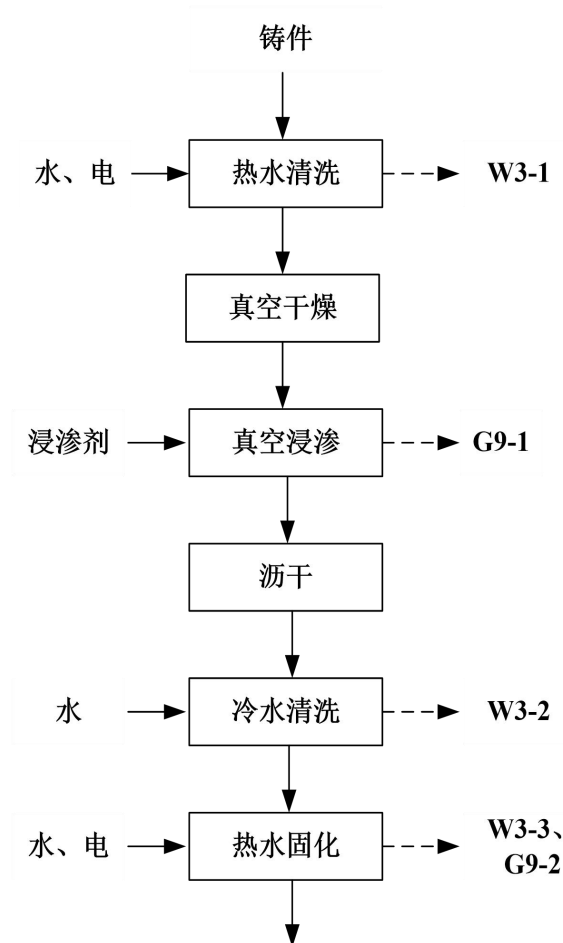 铸件
水、电
热水清洗
W3-1
真空干燥
浸渗剂
真空浸渗
G9-1
沥干
水
冷水清洗
W3-2
水、电
热水固化
W3-3、
G9-2